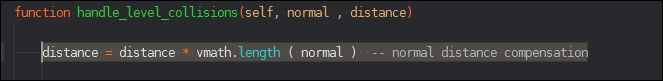 function handle_level_collisions(self, normal , distance)
distance = distance * vmath.length ( normal )  -- normal distance compensation